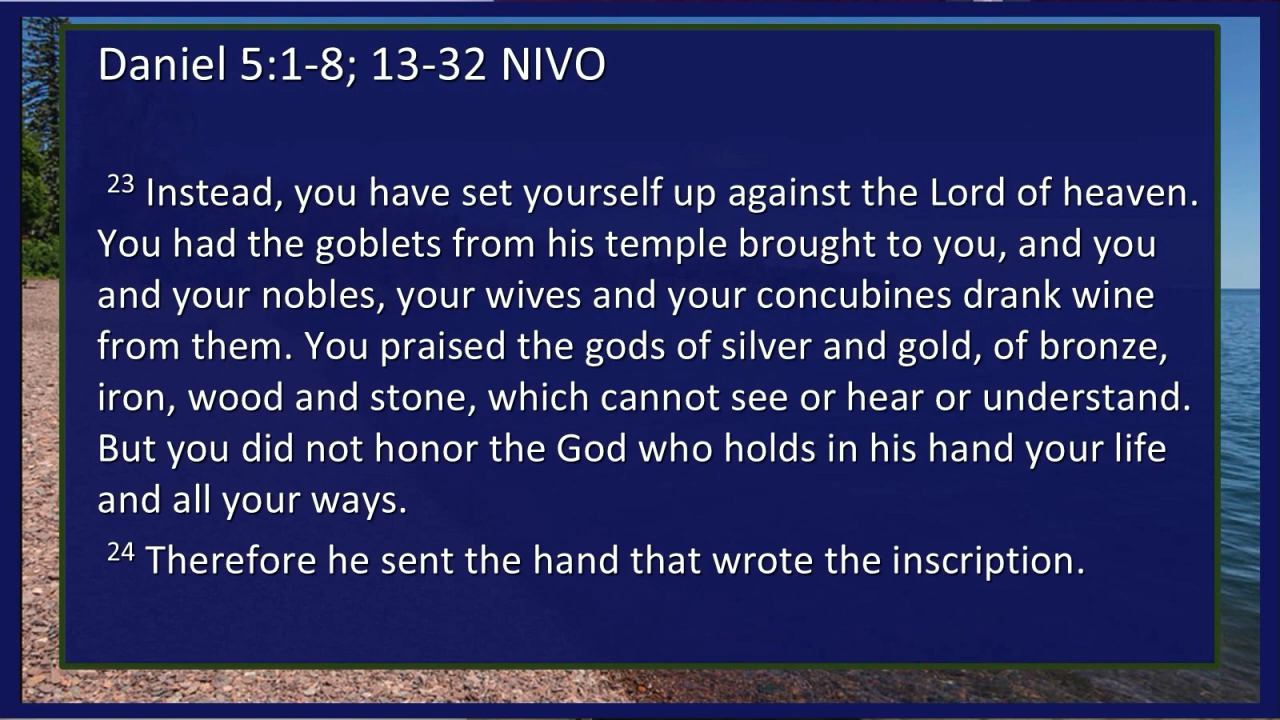 Daniel 5:1-8; 13-32 NIVO
23 Instead, you have set yourself up against the Lord of heaven.
You had the goblets from his temple brought to you, and you
and your nobles, your wives and your concubines drank wine
from them. You praised the gods of silver and gold, of bronze,
iron, wood and stone, which cannot see or hear or understand.
But you did not honor the God who holds in his hand your life
and all your ways.
24 Therefore he sent the hand that wrote the inscription.